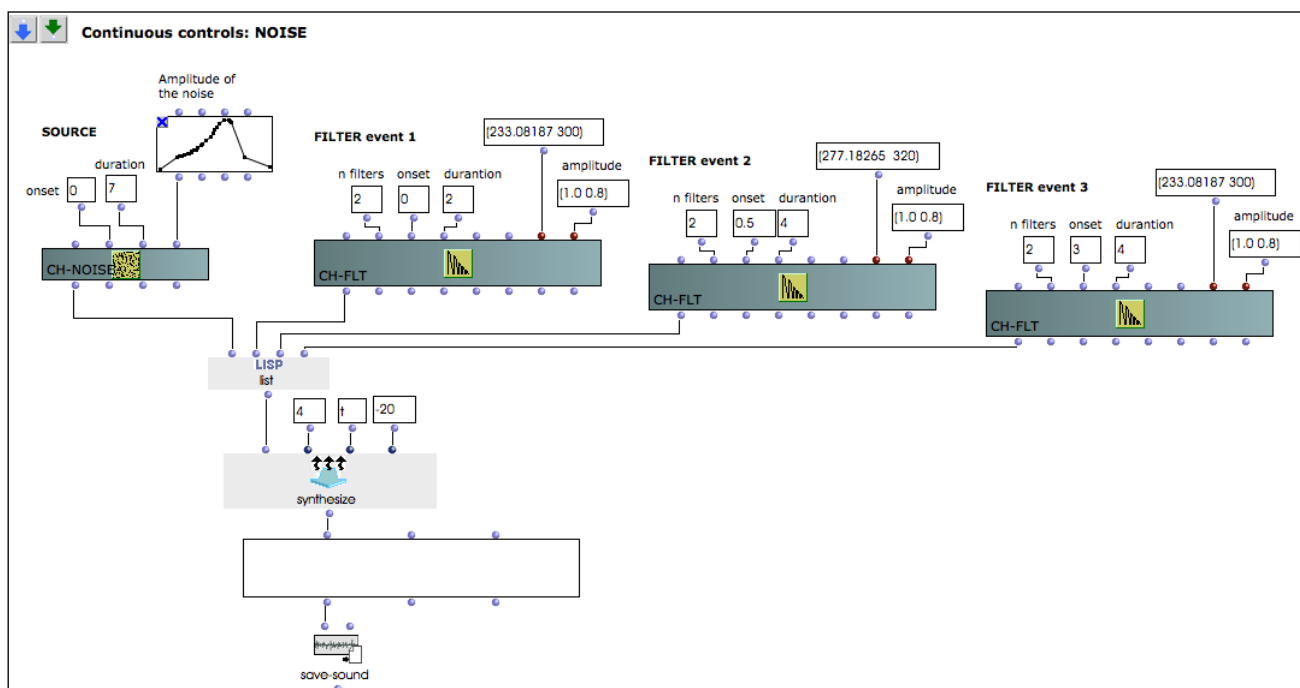 Continuous controls: NOISE
Amplitude of
the noise
SOURCE
duration
onset
0
7
CH-NOISE
FILTER event 1
(233.08187 300)
n filters
onset
durantion
amplitude
2
0
2
(1.0 0.8)
CH-FLT
FILTER event 2
(277.18265 320)
n filters
onset
durantion
amplitude
2
0.5
4
(1.0 0.8)
CH-FLT
FILTER event 3
(233.08187 300)
n filters
onset
durantion
amplitude
2
3
4
(1.0 0.8)
CH-FLT
LISP
list
4
t
-20
synthesize
save-sound